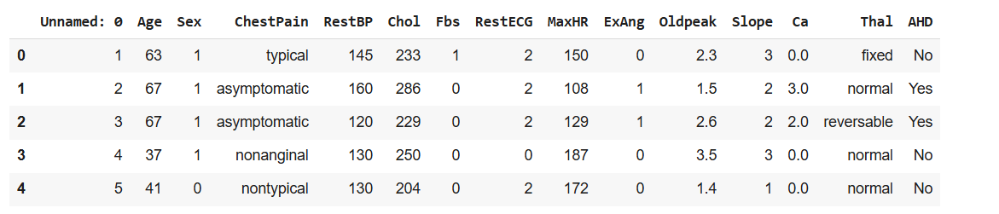 Unnamed: 0 Age Sex ChestPain RestBP Chol Fbs RestECG MaxHR ExAng Oldpeak Slope Ca Thal AHD
0 1 63 1 typical 145 233 1 2 150 0 2.3 3 0.0 fixed No
1 2 67 1 asymptomatic 160 286 0 2 108 1 1.5 2 3.0 normal Yes
2 3 67 1 asymptomatic 120 229 0 2 129 1 2.6 2 2.0 reversable Yes
3 4 37 1 nonanginal 130 250 0 0 187 0 3.5 3 0.0 normal No
4 5 41 0 nontypical 130 204 0 2 172 0 1.4 1 0.0 normal No